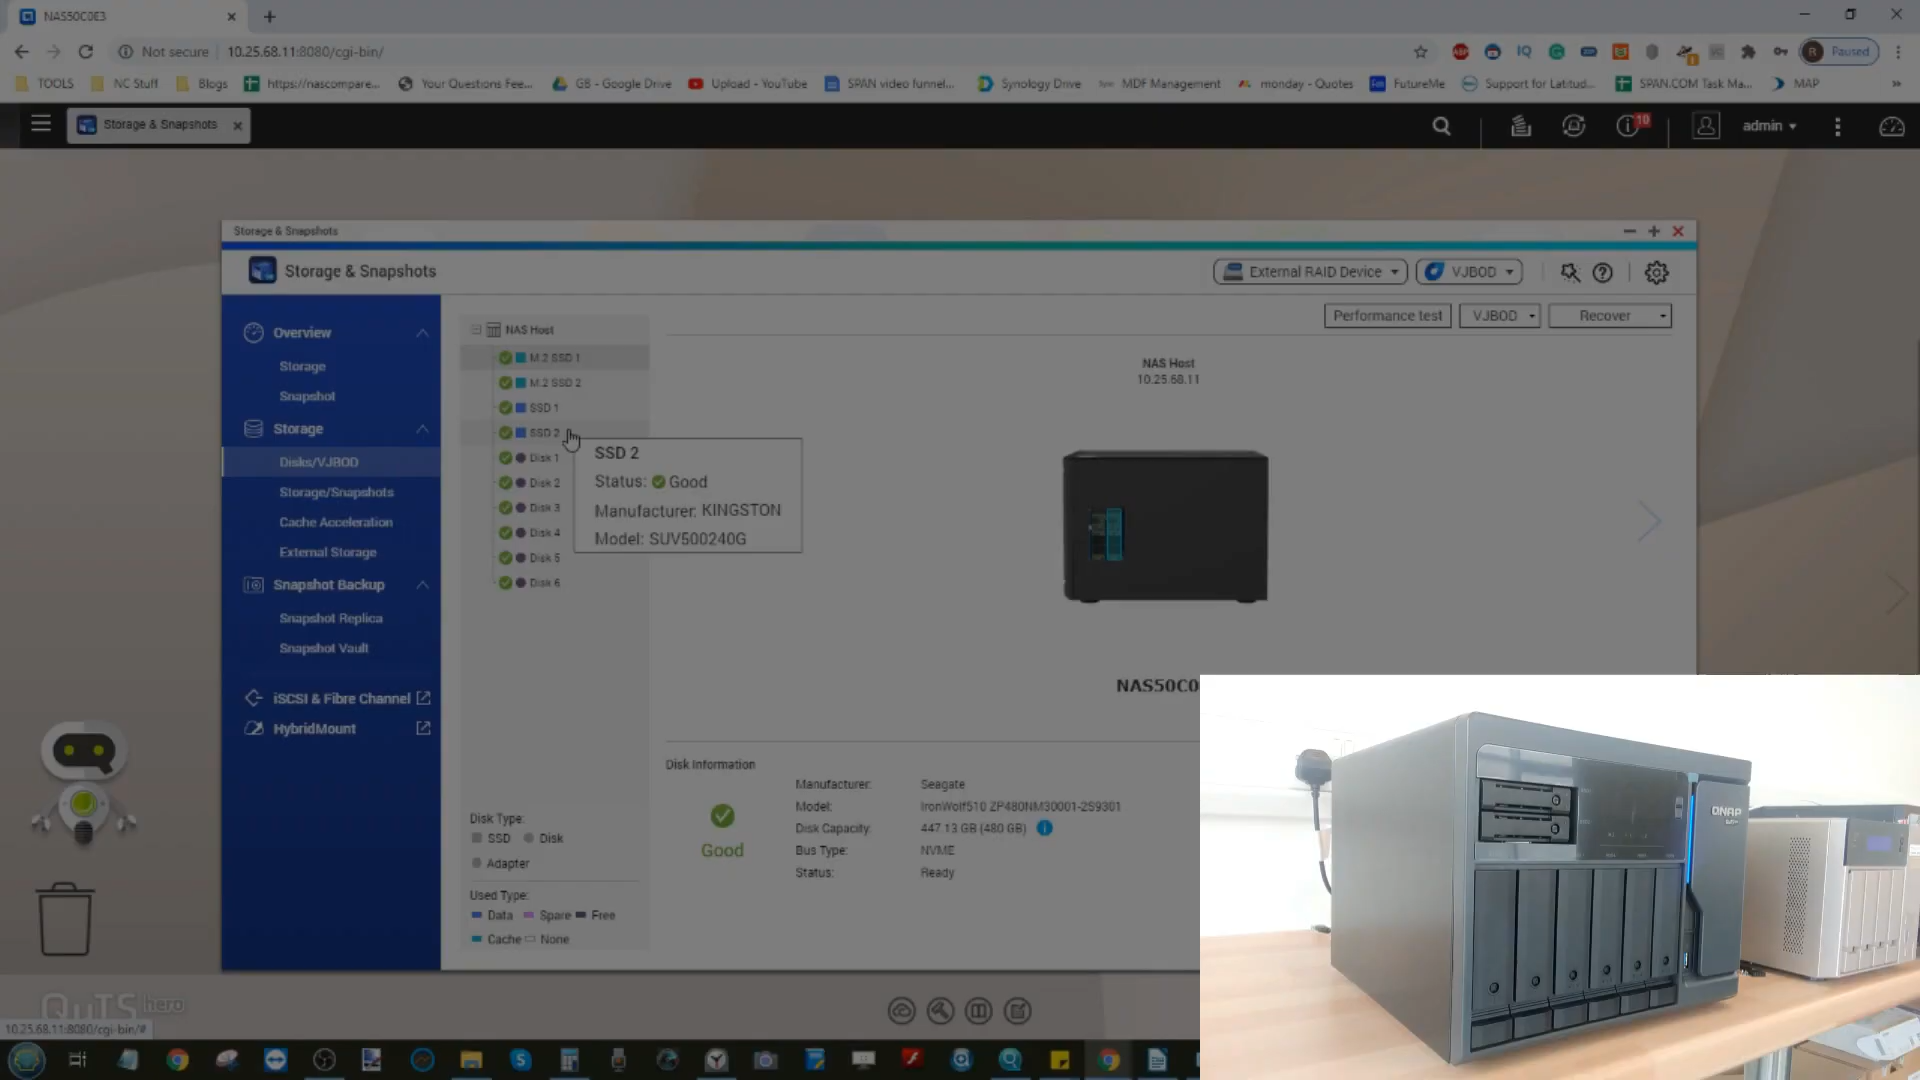 NAS50C0E3
Not secure
10.25.68.11:8080/cgi-bin/
Paused
TOOLS
NC Stuff
Blogs
https://nascompare...
Your Questions Fee...
GS - Google Drive
Upload - YouTube
SPAN video funnel...
Synology Drive
MDF Management
monday - Quotes
FutureMe
Support for Latitud...
SPAN.COM Task Ma...
MAP
Storage & Snapshots
10
admin
Storage & Snapshots
Storage & Snapshots
External RAID Device
VJBOD
Performance test
VJBOD
Recover
Overview
Storage
Snapshot
Storage
Disks/VJBOD
Storage/Snapshots
Cache Acceleration
External Storage
Snapshot Backup
Snapshot Replica
Snapshot Vault
iSCSI & Fibre Channel
HybridMount
NAS Host
M.2 SSD 1
M.2 SSD 2
SSD 1
SSD 2
Disk 1
Disk 2
Disk 3
Disk 4
Disk 5
Disk 6
SSD 2
Status: Good
Manufacturer: KINGSTON
Model: SUV500240G
NAS Host
10.25.68.11
NAS50C0
Disk Information
Good
Manufacturer: Seagate
Model: IronWolf510 ZP480NM30001-2S9301
Disk Capacity: 447.13 GB (480 GB)
Bus Type: NVME
Status: Ready
Disk Type:
SSD Disk
Adapter
Used Type:
Data Spare Free
Cache None
QuTS hero
10.25.68.11:8080/cgi-bin/#
QNAP